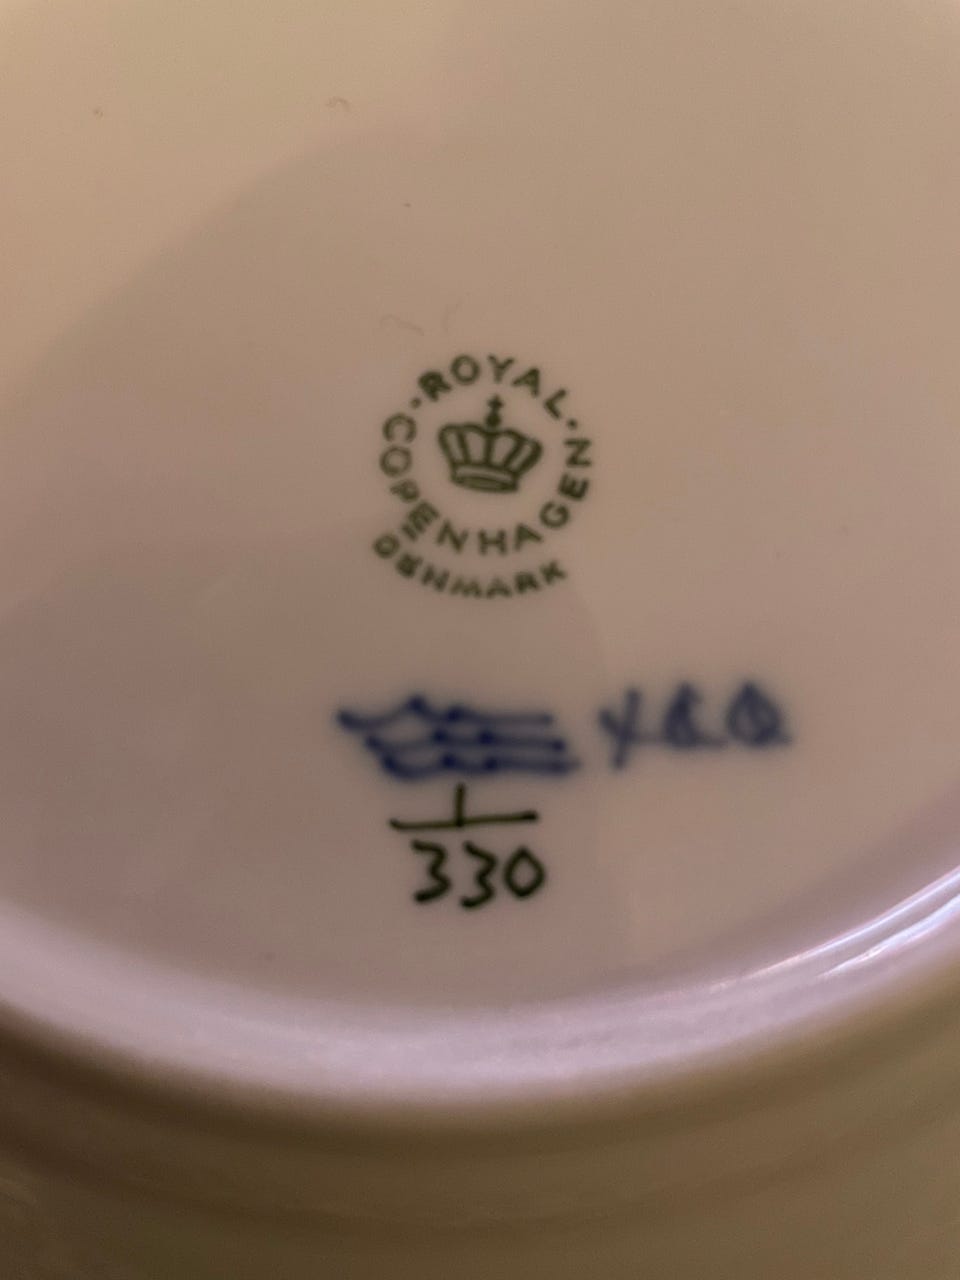 ROYAL
COPENHAGEN
DENMARK
1
330